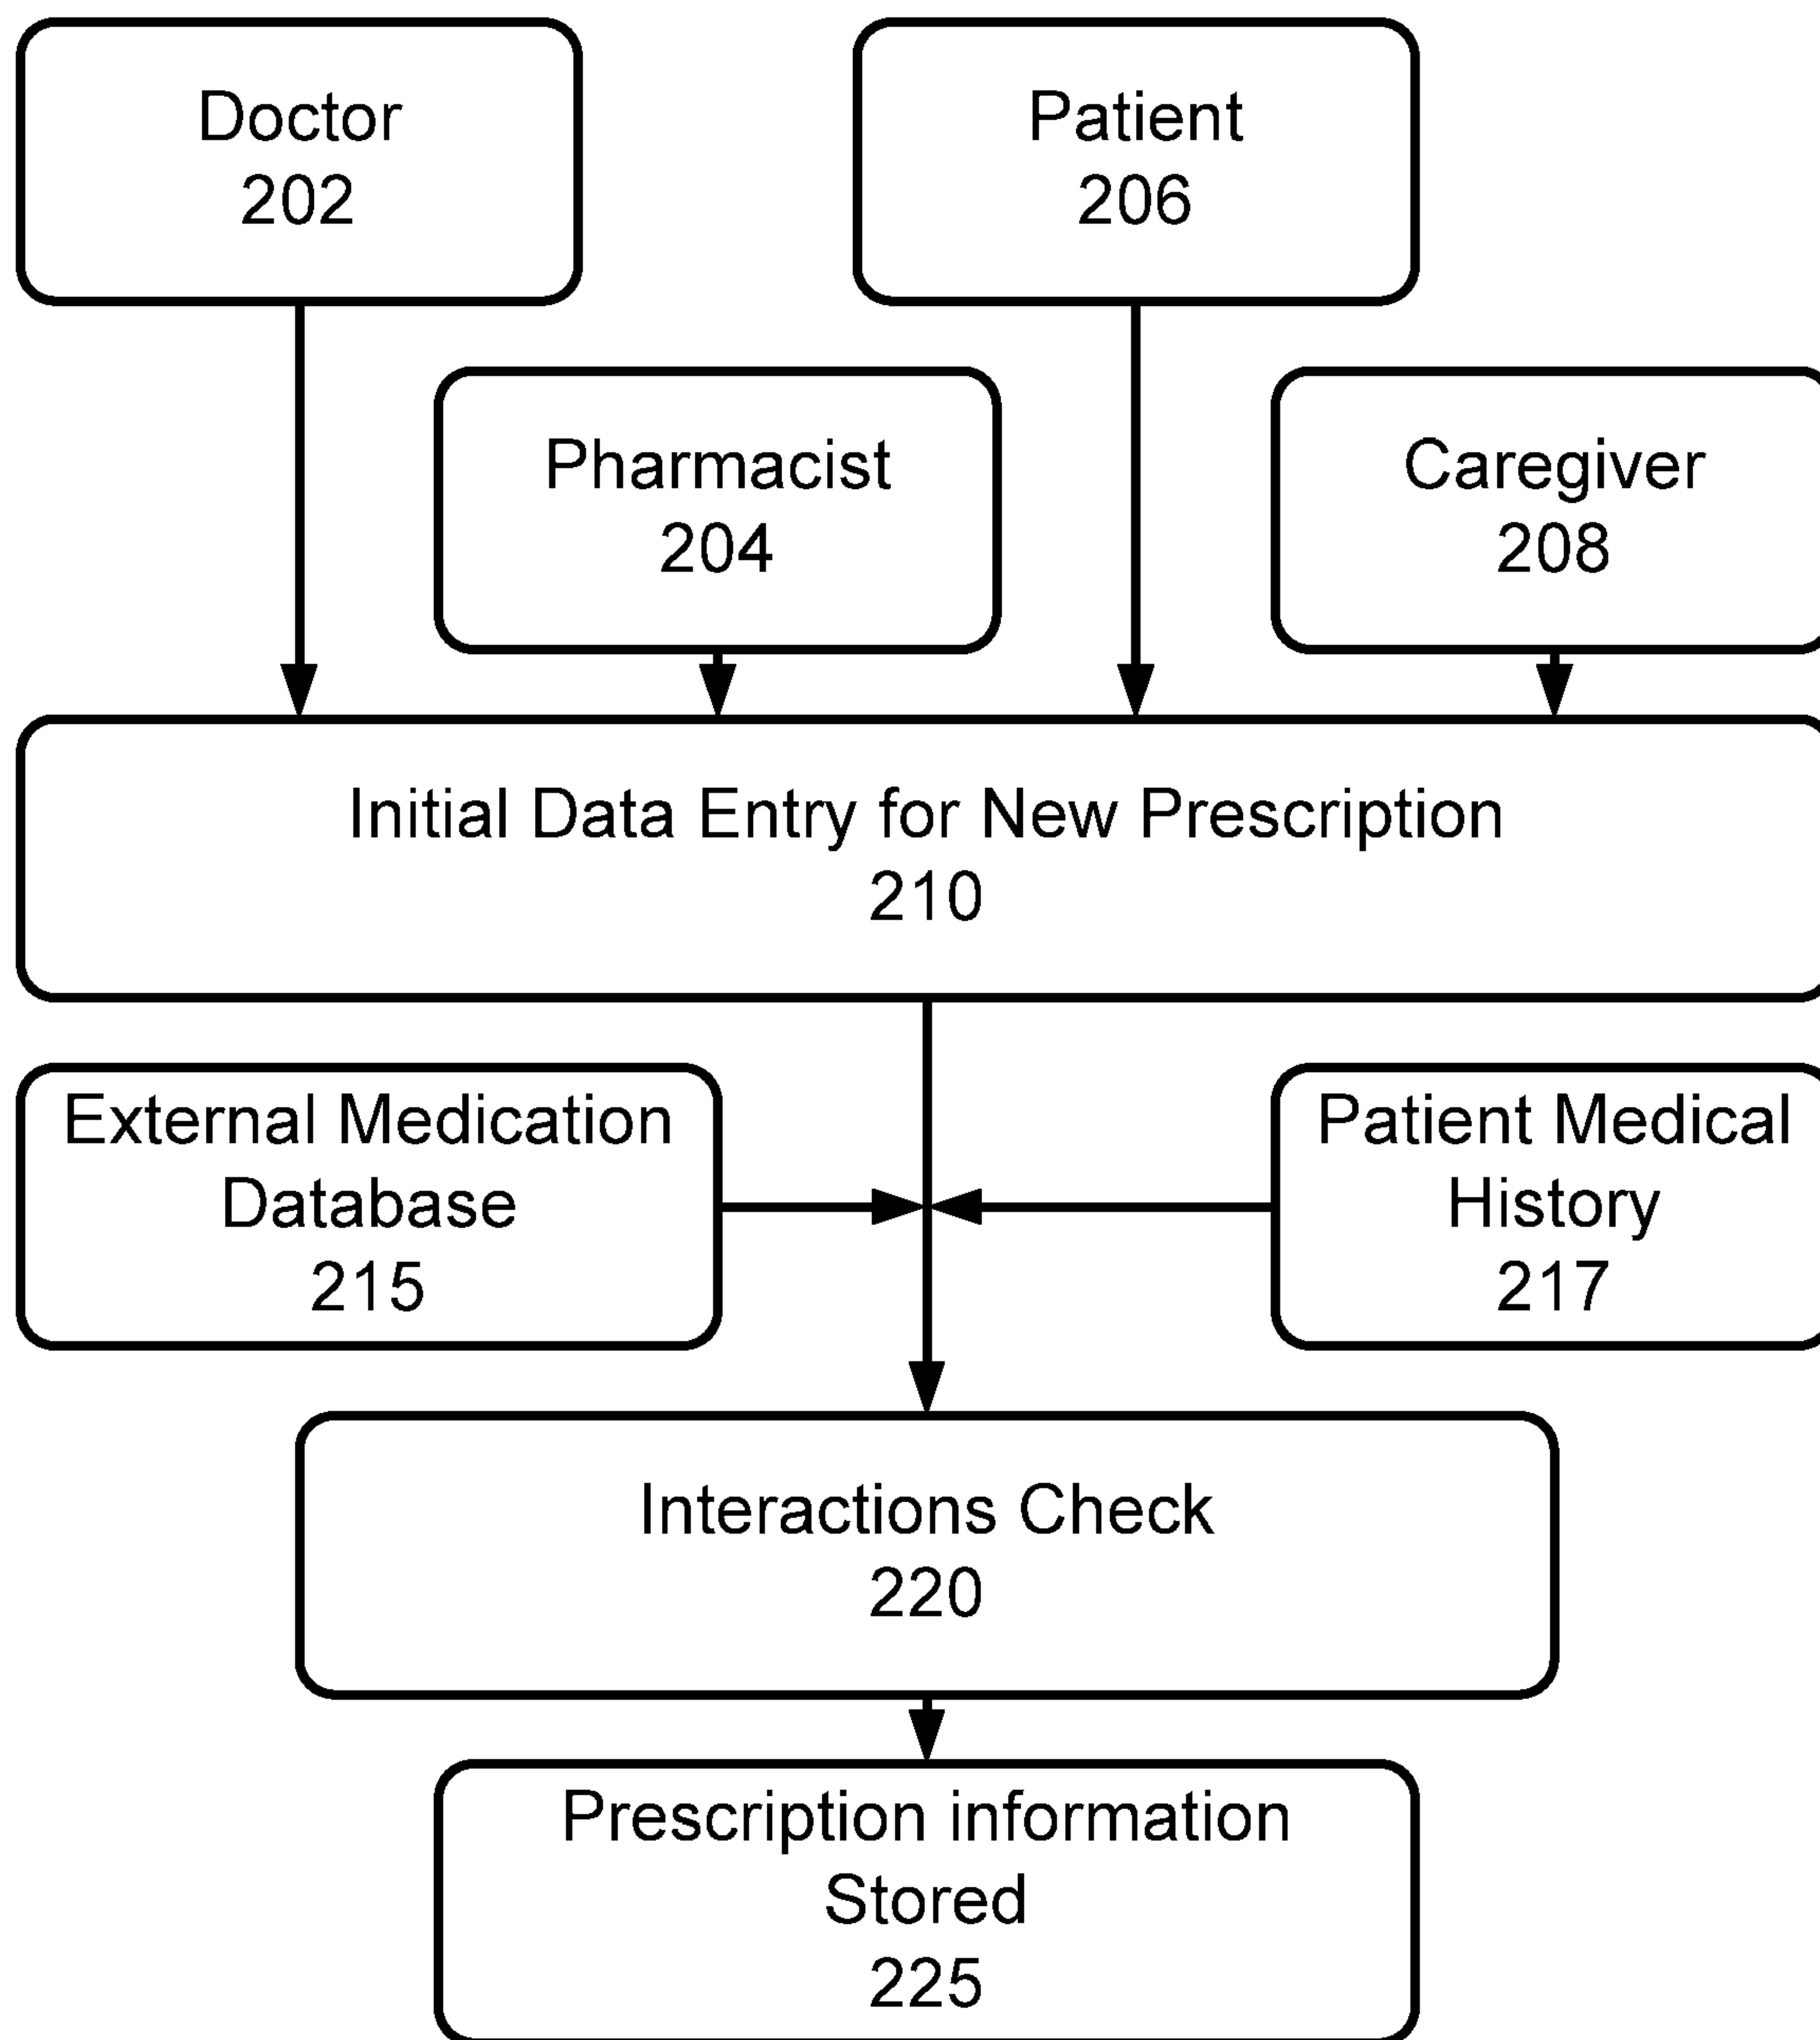 Doctor
202
Patient
206
Pharmacist
204
Caregiver
208
Initial Data Entry for New Prescription
210
External Medication
Database
215
Patient Medical
History
217
Interactions Check
220
Prescription information
Stored
225